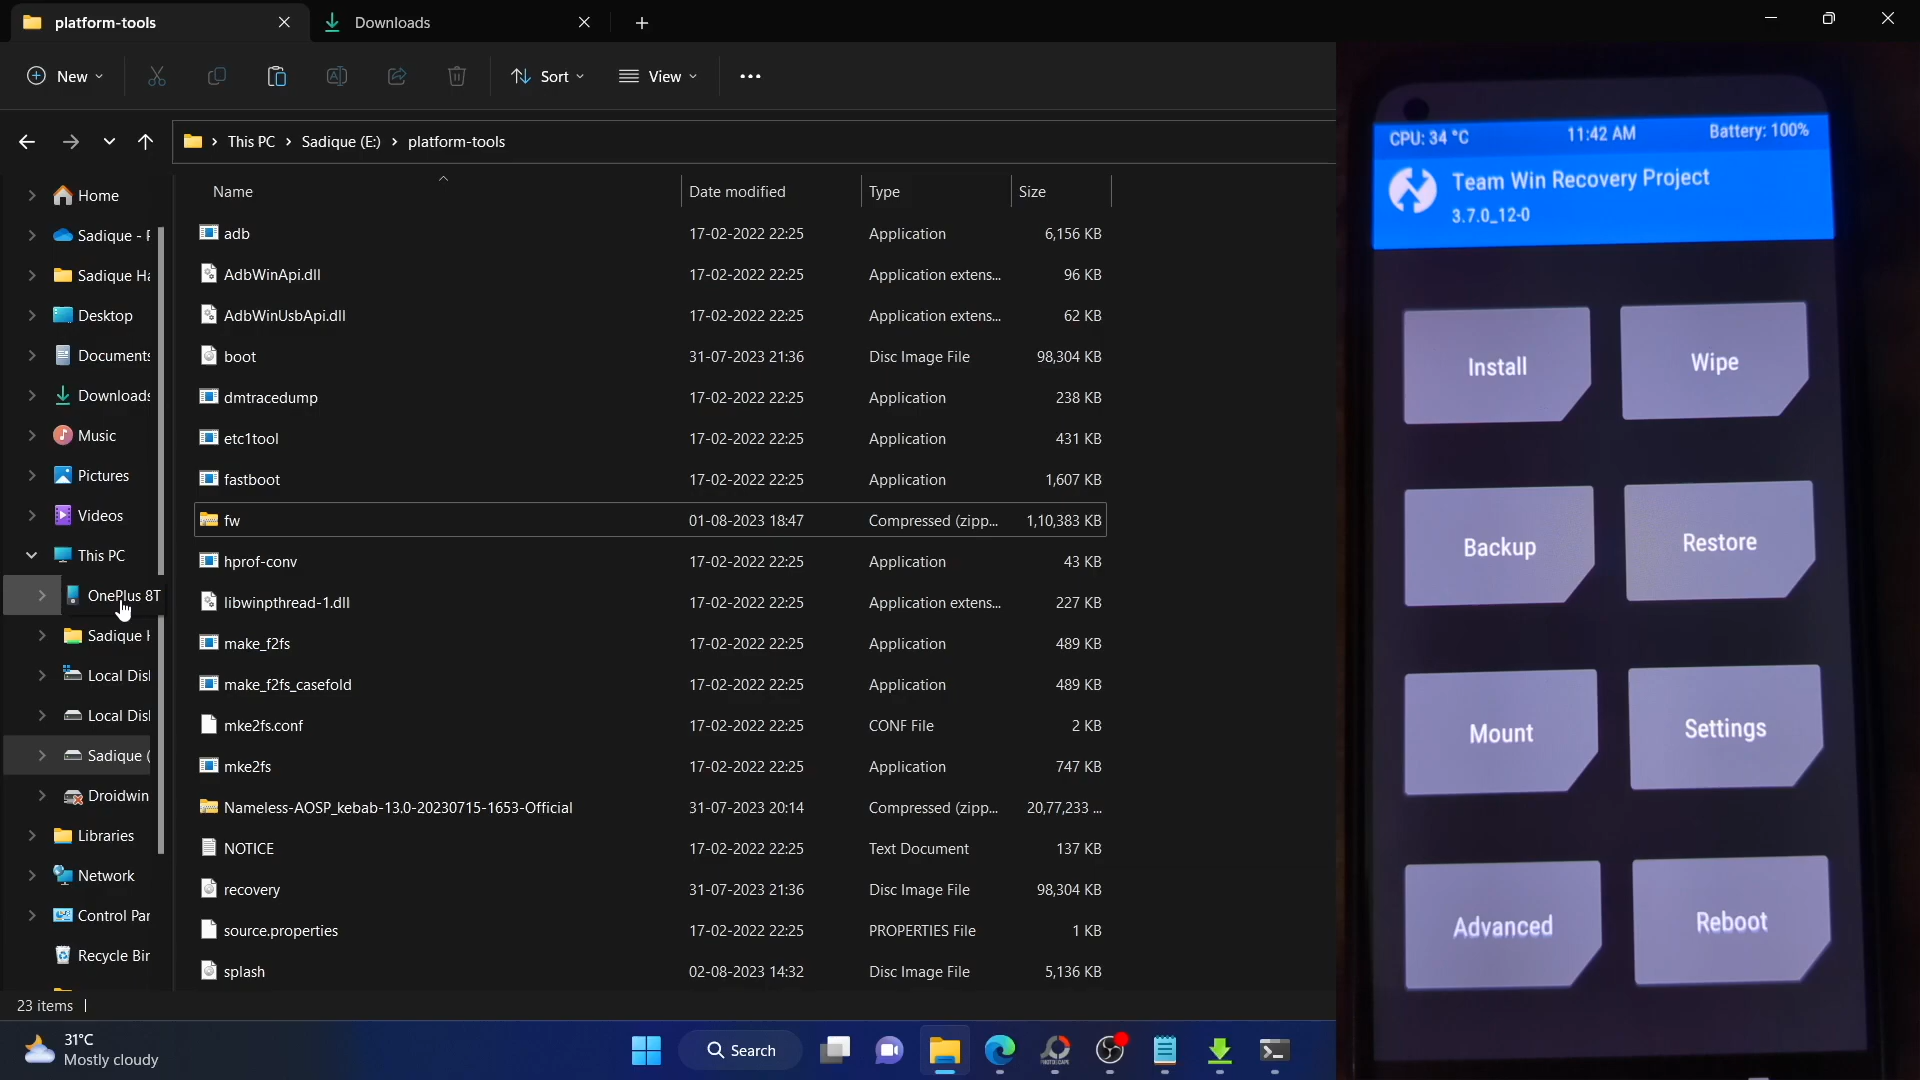 platform-tools
Downloads
New
Sort
View
This PC > Sadique (E:) > platform-tools
Name
Date modified
Type
Size
Home
Sadique - P
Sadique Ha
Desktop
Documents
Downloads
Music
Pictures
Videos
This PC
OnePlus 8T
Sadique H
Local Dis
Local Dis
Sadique (
Droidwin
Libraries
Network
Control Pan
Recycle Bin
adb 17-02-2022 22:25 Application 6,156 KB
AdbWinApi.dll 17-02-2022 22:25 Application extens... 96 KB
AdbWinUsbApi.dll 17-02-2022 22:25 Application extens... 62 KB
boot 31-07-2023 21:36 Disc Image File 98,304 KB
dmtracedump 17-02-2022 22:25 Application 238 KB
etc1tool 17-02-2022 22:25 Application 431 KB
fastboot 17-02-2022 22:25 Application 1,607 KB
fw 01-08-2023 18:47 Compressed (zipp... 1,10,383 KB
hprof-conv 17-02-2022 22:25 Application 43 KB
libwinpthread-1.dll 17-02-2022 22:25 Application extens... 227 KB
make_f2fs 17-02-2022 22:25 Application 489 KB
make_f2fs_casefold 17-02-2022 22:25 Application 489 KB
mke2fs.conf 17-02-2022 22:25 CONF File 2 KB
mke2fs 17-02-2022 22:25 Application 747 KB
Nameless-AOSP_kebab-13.0-20230715-1653-Official 31-07-2023 20:14 Compressed (zipp... 20,77,233 ...
NOTICE 17-02-2022 22:25 Text Document 137 KB
recovery 31-07-2023 21:36 Disc Image File 98,304 KB
source.properties 17-02-2022 22:25 PROPERTIES File 1 KB
splash 02-08-2023 14:32 Disc Image File 5,136 KB
23 items
31°C
Mostly cloudy
Search
CPU: 34 °C 11:42 AM Battery: 100%
Team Win Recovery Project
3.7.0_12-0
Install
Wipe
Backup
Restore
Mount
Settings
Advanced
Reboot